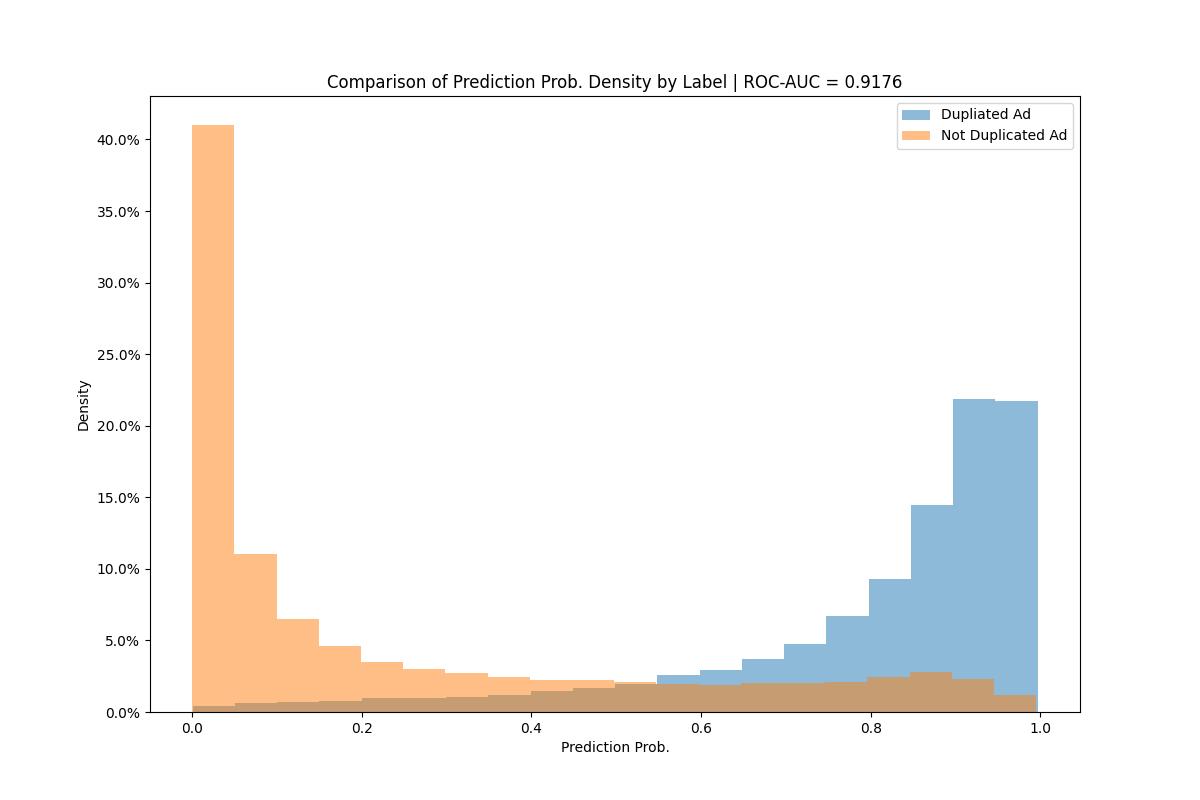 Comparison of Prediction Prob. Density by Label | ROC-AUC = 0.9176
Dupliated Ad
Not Duplicated Ad
40.0%
35.0%
30.0%
25.0%
20.0%
15.0%
10.0%
5.0%
0.0%
Density
0.0 0.2 0.4 0.6 0.8 1.0
Prediction Prob.